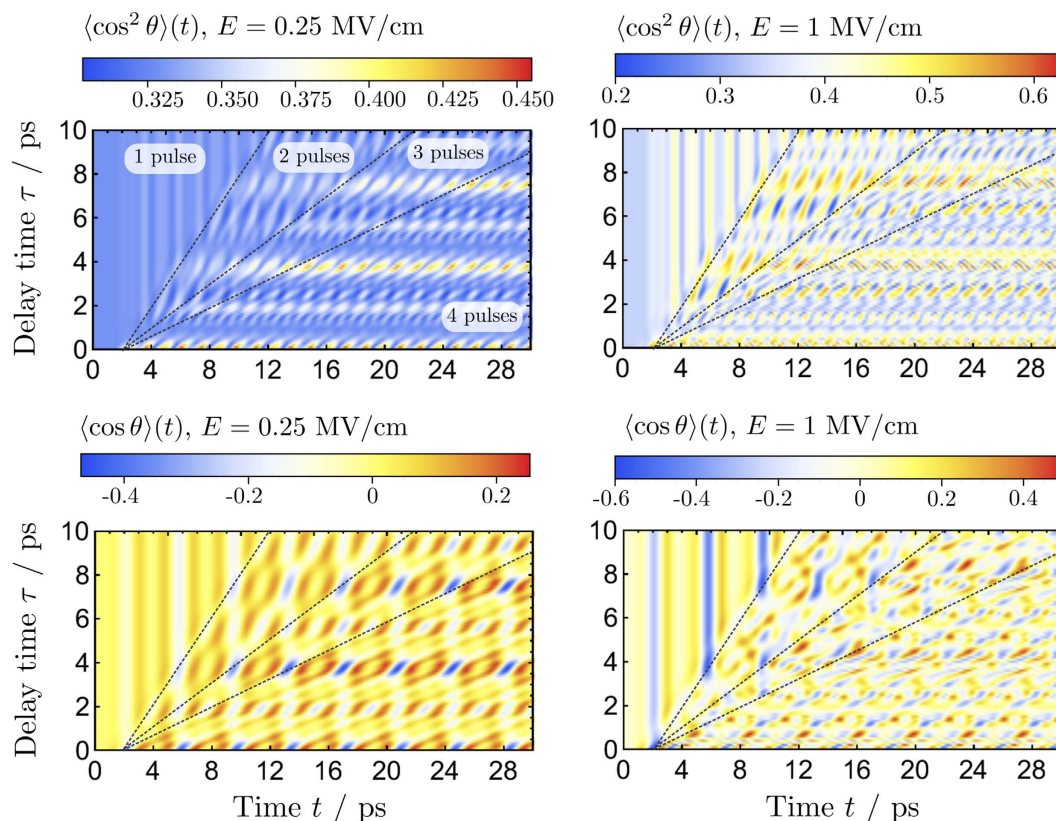 ⟨cos² θ⟩(t), E = 0.25 MV/cm
0.325 0.350 0.375 0.400 0.425 0.450
1 pulse
2 pulses
3 pulses
4 pulses
10
8
6
4
2
0
0 4 8 12 16 20 24 28
Delay time τ / ps
⟨cos² θ⟩(t), E = 1 MV/cm
0.2 0.3 0.4 0.5 0.6
10
8
6
4
2
0
0 4 8 12 16 20 24 28
⟨cos θ⟩(t), E = 0.25 MV/cm
-0.4 -0.2 0 0.2
10
8
6
4
2
0
0 4 8 12 16 20 24 28
Delay time τ / ps
Time t / ps
⟨cos θ⟩(t), E = 1 MV/cm
-0.6 -0.4 -0.2 0 0.2 0.4
10
8
6
4
2
0
0 4 8 12 16 20 24 28
Time t / ps